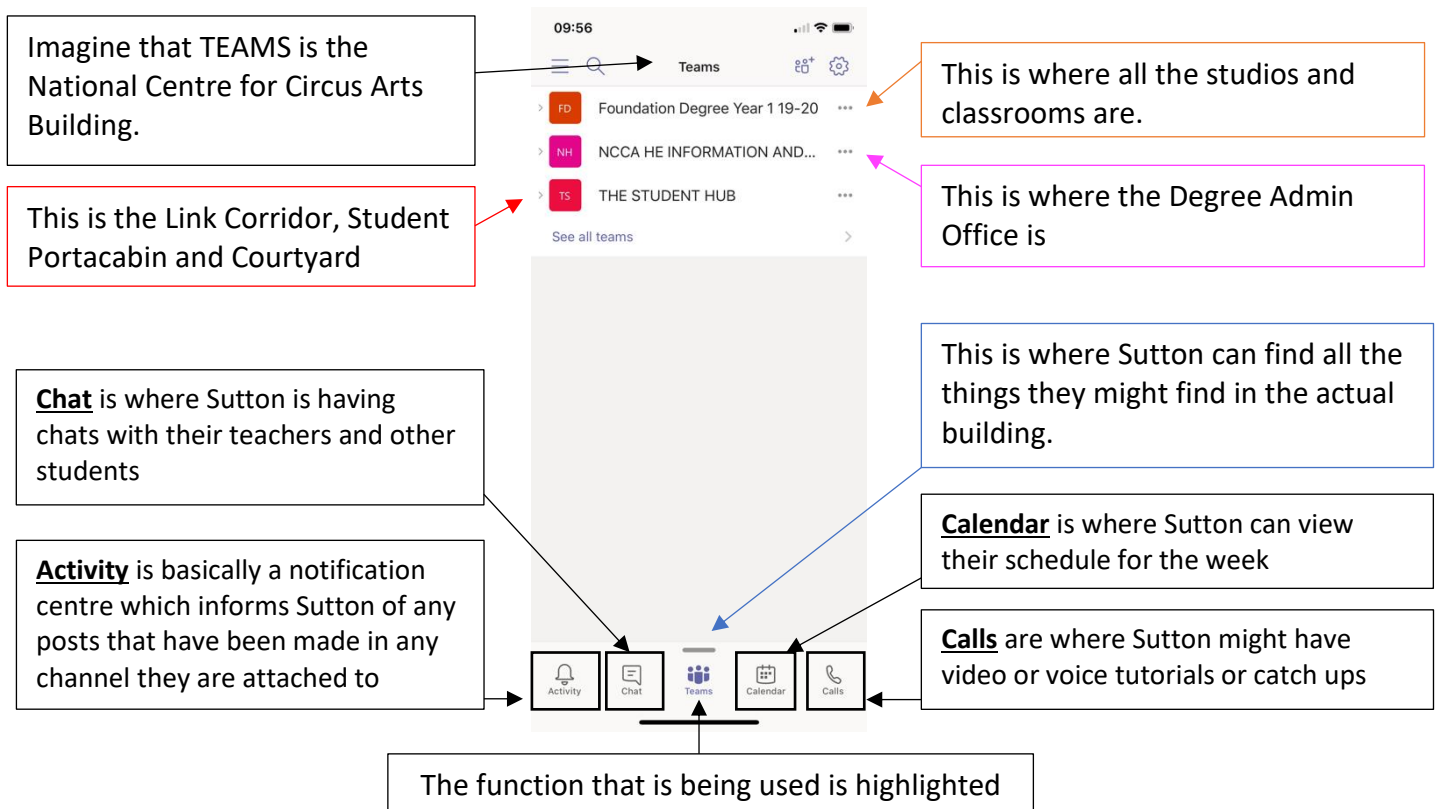 Imagine that TEAMS is the
National Centre for Circus Arts
Building.
This is the Link Corridor, Student
Portacabin and Courtyard
Chat is where Sutton is having
chats with their teachers and other
students
Activity is basically a notification
centre which informs Sutton of any
posts that have been made in any
channel they are attached to
09:56
Teams
FD Foundation Degree Year 1 19-20
NH NCCA HE INFORMATION AND...
TS THE STUDENT HUB
See all teams
Activity Chat Teams Calendar Calls
This is where all the studios and
classrooms are.
This is where the Degree Admin
Office is
This is where Sutton can find all the
things they might find in the actual
building.
Calendar is where Sutton can view
their schedule for the week
Calls are where Sutton might have
video or voice tutorials or catch ups
The function that is being used is highlighted